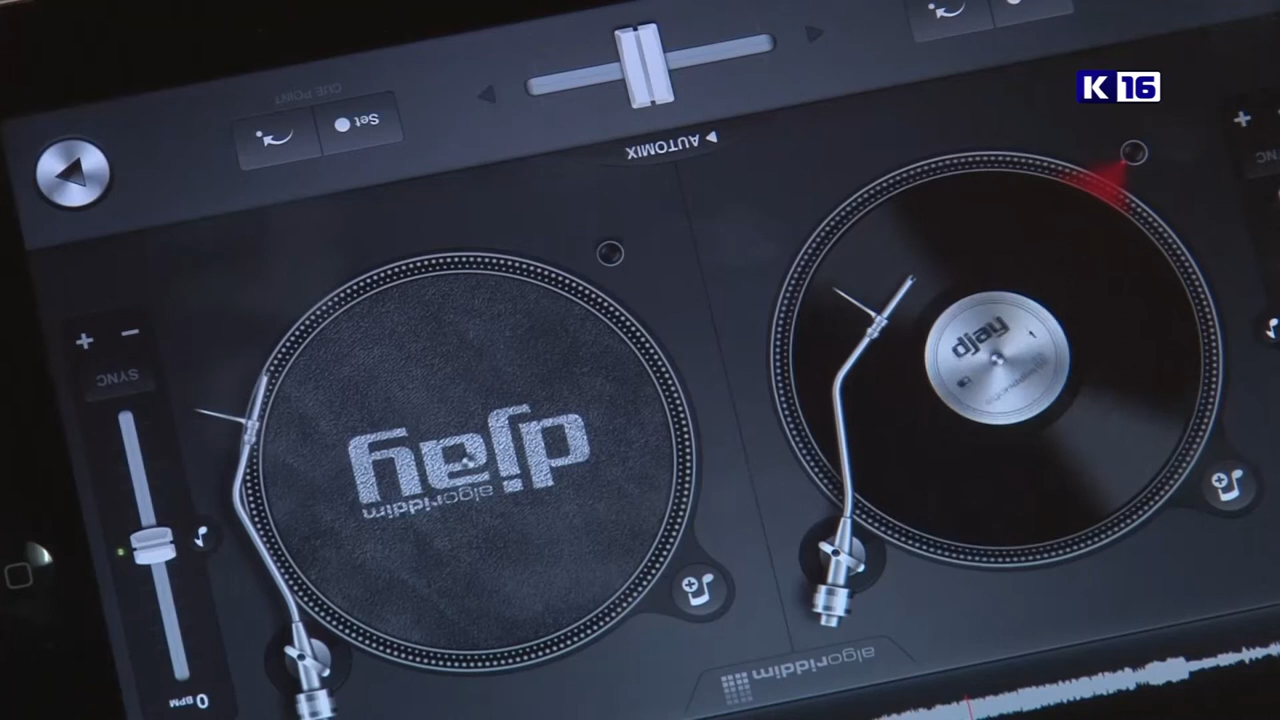 K 16
CUE POINT
Set
AUTOMIX
SYNC
djay
algoriddim
djay
0 BPM
algoriddim